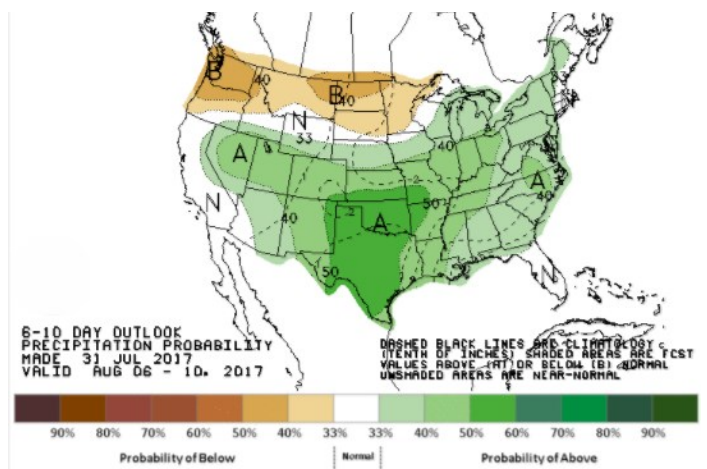 B
40
B
40
N
33
A
40
A
40
N
40
2
50
2
A
50
N
6-10 DAY OUTLOOK
PRECIPITATION PROBABILITY
MADE 31 JUL 2017
VALID AUG 06 - 10, 2017
DASHED BLACK LINES ARE CLIMATOLOGY
(TENTH OF INCHES) SHADED AREAS ARE FCST
VALUES ABOVE (A) OR BELOW (B) NORMAL
UNSHADED AREAS ARE NEAR-NORMAL
90% 80% 70% 60% 50% 40% 33% 33% 40% 50% 60% 70% 80% 90%
Probability of Below Normal Probability of Above